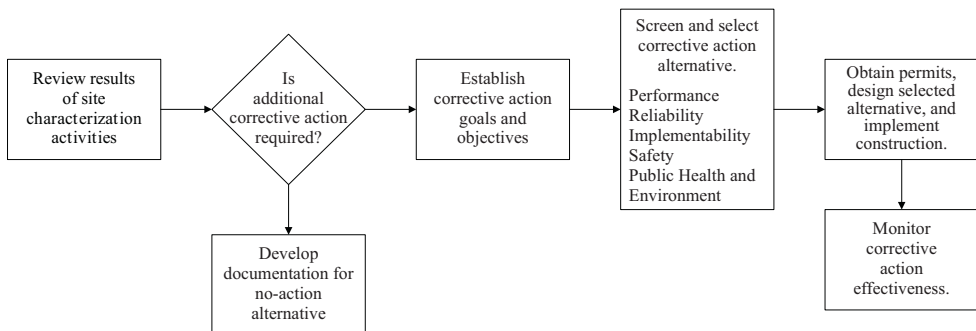 Review results
of site
characterization
activities
Is
additional
corrective action
required?
Establish
corrective action
goals and
objectives
Screen and select
corrective action
alternative.
Performance
Reliability
Implementability
Safety
Public Health and
Environment
Obtain permits,
design selected
alternative, and
implement
construction.
Develop
documentation for
no-action
alternative
Monitor
corrective
action
effectiveness.